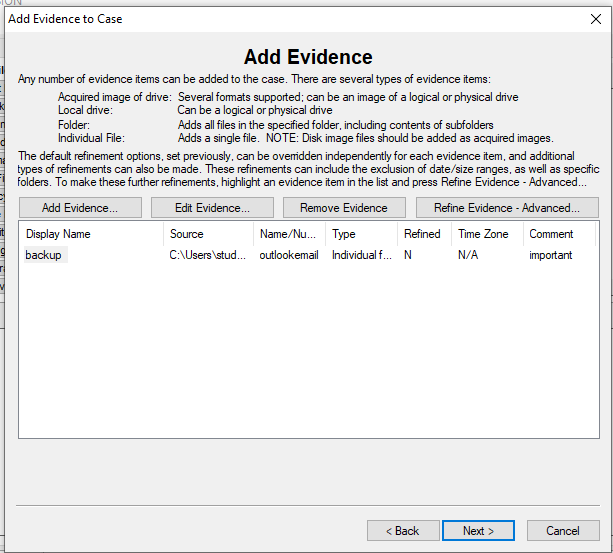 Add Evidence to Case
Add Evidence
Any number of evidence items can be added to the case. There are several types of evidence items:
Acquired image of drive: Several formats supported; can be an image of a logical or physical drive
Local drive: Can be a logical or physical drive
Folder: Adds all files in the specified folder, including contents of subfolders
Individual File: Adds a single file. NOTE: Disk image files should be added as acquired images.
The default refinement options, set previously, can be overridden independently for each evidence item, and additional
types of refinements can also be made. These refinements can include the exclusion of date/size ranges, as well as specific
folders. To make these further refinements, highlight an evidence item in the list and press Refine Evidence - Advanced...
Add Evidence... Edit Evidence... Remove Evidence Refine Evidence - Advanced...
Display Name Source Name/Nu... Type Refined Time Zone Comment
backup C:\Users\stud... outlookemail Individual f... N N/A important
< Back Next > Cancel